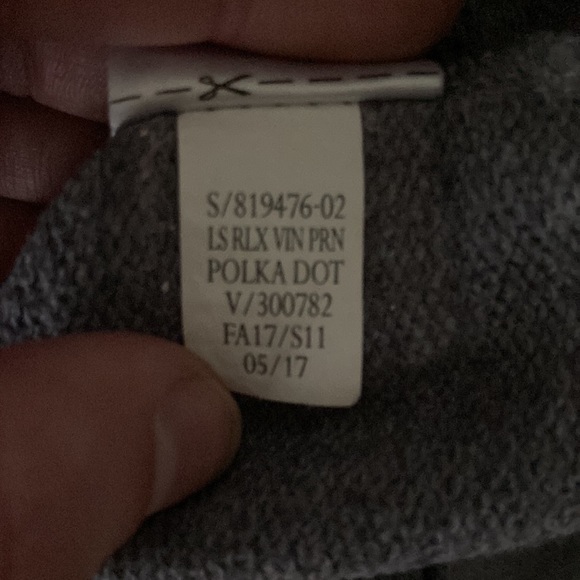 S/819476-02
LS RLX VIN PRN
POLKA DOT
V/300782
FA17/S11
05/17